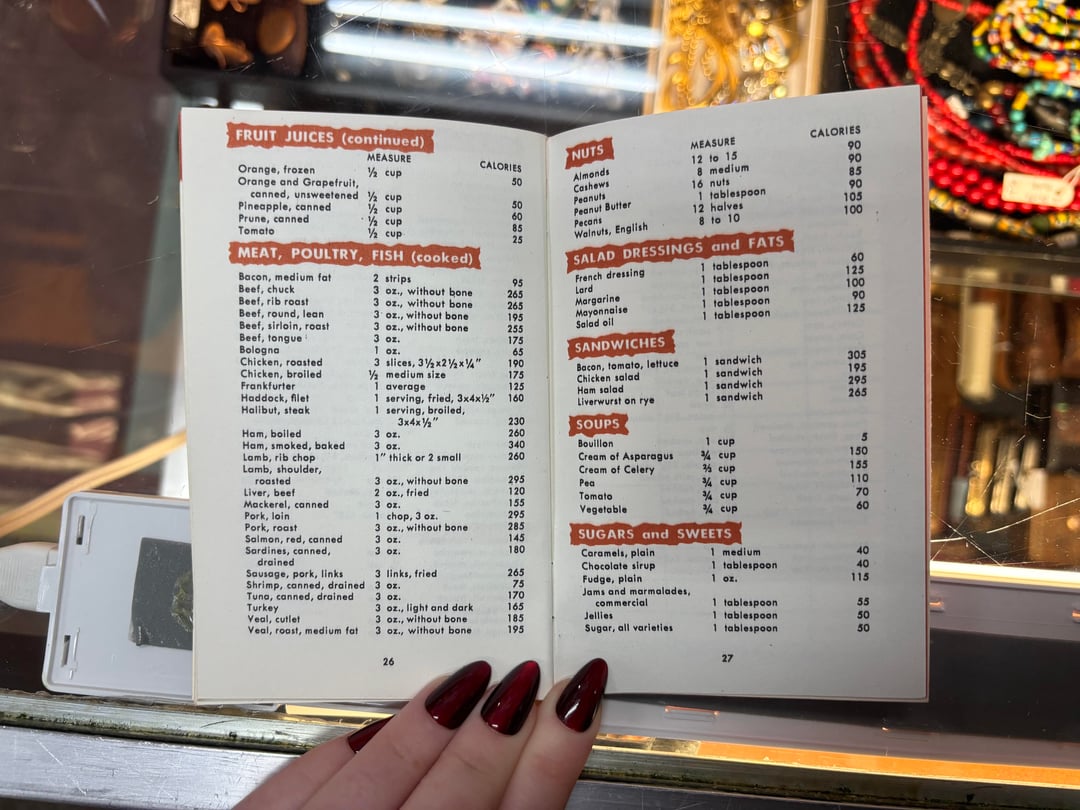 FRUIT JUICES (continued)
MEASURE CALORIES
Orange, frozen ½ cup 50
Orange and Grapefruit,
canned, unsweetened ½ cup 50
Pineapple, canned ½ cup 60
Prune, canned ½ cup 85
Tomato ½ cup 25
MEAT, POULTRY, FISH (cooked)
Bacon, medium fat 2 strips 95
Beef, chuck 3 oz., without bone 265
Beef, rib roast 3 oz., without bone 265
Beef, round, lean 3 oz., without bone 195
Beef, sirloin, roast 3 oz., without bone 255
Beef, tongue 3 oz. 175
Bologna 1 oz. 65
Chicken, roasted 3 slices, 3½x2½x¼" 190
Chicken, broiled ½ medium size 175
Frankfurter 1 average 125
Haddock, filet 1 serving, fried, 3x4x½" 160
Halibut, steak 1 serving, broiled,
3x4x½" 230
Ham, boiled 3 oz. 260
Ham, smoked, baked 3 oz. 340
Lamb, rib chop 1" thick or 2 small 260
Lamb, shoulder,
roasted 3 oz., without bone 295
Liver, beef 2 oz., fried 120
Mackerel, canned 3 oz. 155
Pork, loin 1 chop, 3 oz. 295
Pork, roast 3 oz., without bone 285
Salmon, red, canned 3 oz. 145
Sardines, canned, 3 oz. 180
drained
Sausage, pork, links 3 links, fried 265
Shrimp, canned, drained 3 oz. 75
Tuna, canned, drained 3 oz. 170
Turkey 3 oz., light and dark 165
Veal, cutlet 3 oz., without bone 185
Veal, roast, medium fat 3 oz., without bone 195
26
NUTS MEASURE CALORIES
Almonds 12 to 15 90
Cashews 8 medium 90
Peanuts 16 nuts 85
Peanut Butter 1 tablespoon 90
Pecans 12 halves 105
Walnuts, English 8 to 10 100
SALAD DRESSINGS and FATS
French dressing 1 tablespoon 60
Lard 1 tablespoon 125
Margarine 1 tablespoon 100
Mayonnaise 1 tablespoon 90
Salad oil 1 tablespoon 125
SANDWICHES
Bacon, tomato, lettuce 1 sandwich 305
Chicken salad 1 sandwich 195
Ham salad 1 sandwich 295
Liverwurst on rye 1 sandwich 265
SOUPS
Bouillon 1 cup 5
Cream of Asparagus ¾ cup 150
Cream of Celery ⅔ cup 155
Pea ¾ cup 110
Tomato ¾ cup 70
Vegetable ¾ cup 60
SUGARS and SWEETS
Caramels, plain 1 medium 40
Chocolate sirup 1 tablespoon 40
Fudge, plain 1 oz. 115
Jams and marmalades,
commercial 1 tablespoon 55
Jellies 1 tablespoon 50
Sugar, all varieties 1 tablespoon 50
27